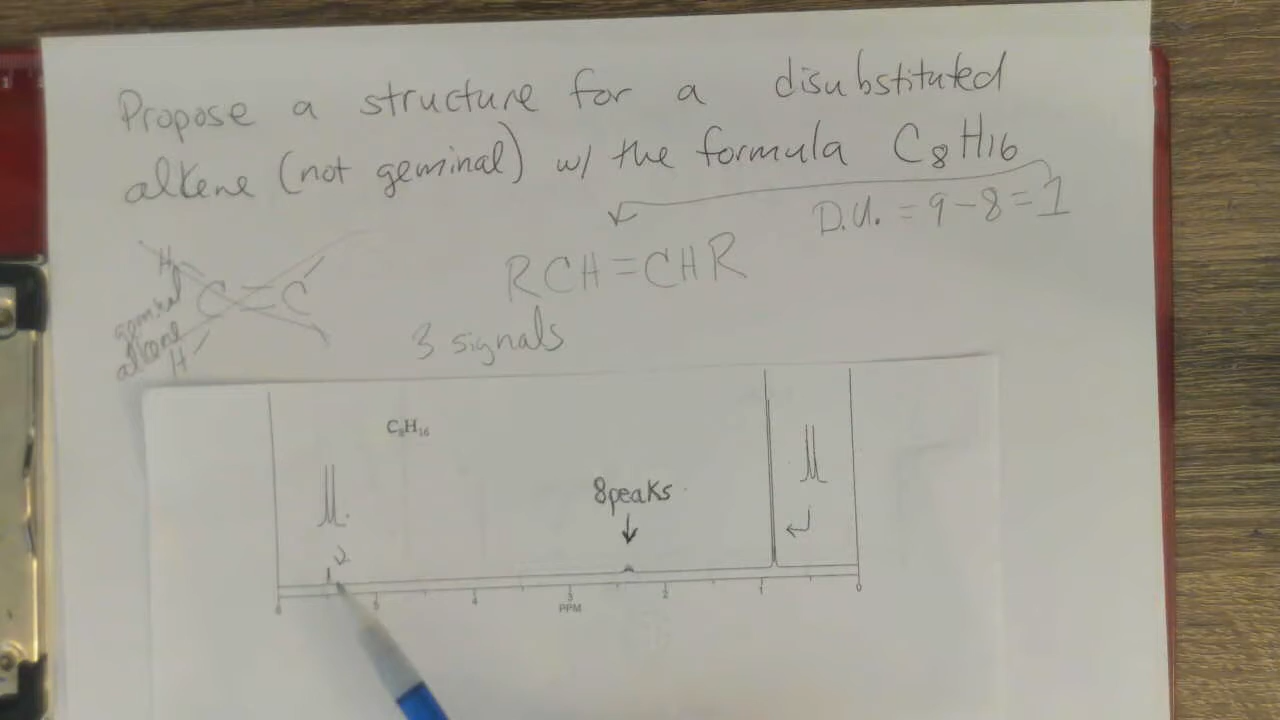 Propose a structure for a disubstituted
alkene (not geminal) w/ the formula C₈H₁₆
D.U. = 9-8=1
RCH=CHR
H
C=C
H
geminal
alkene
3 signals
C₈H₁₆
8peaks
6 5 4 3 2 1 0
PPM